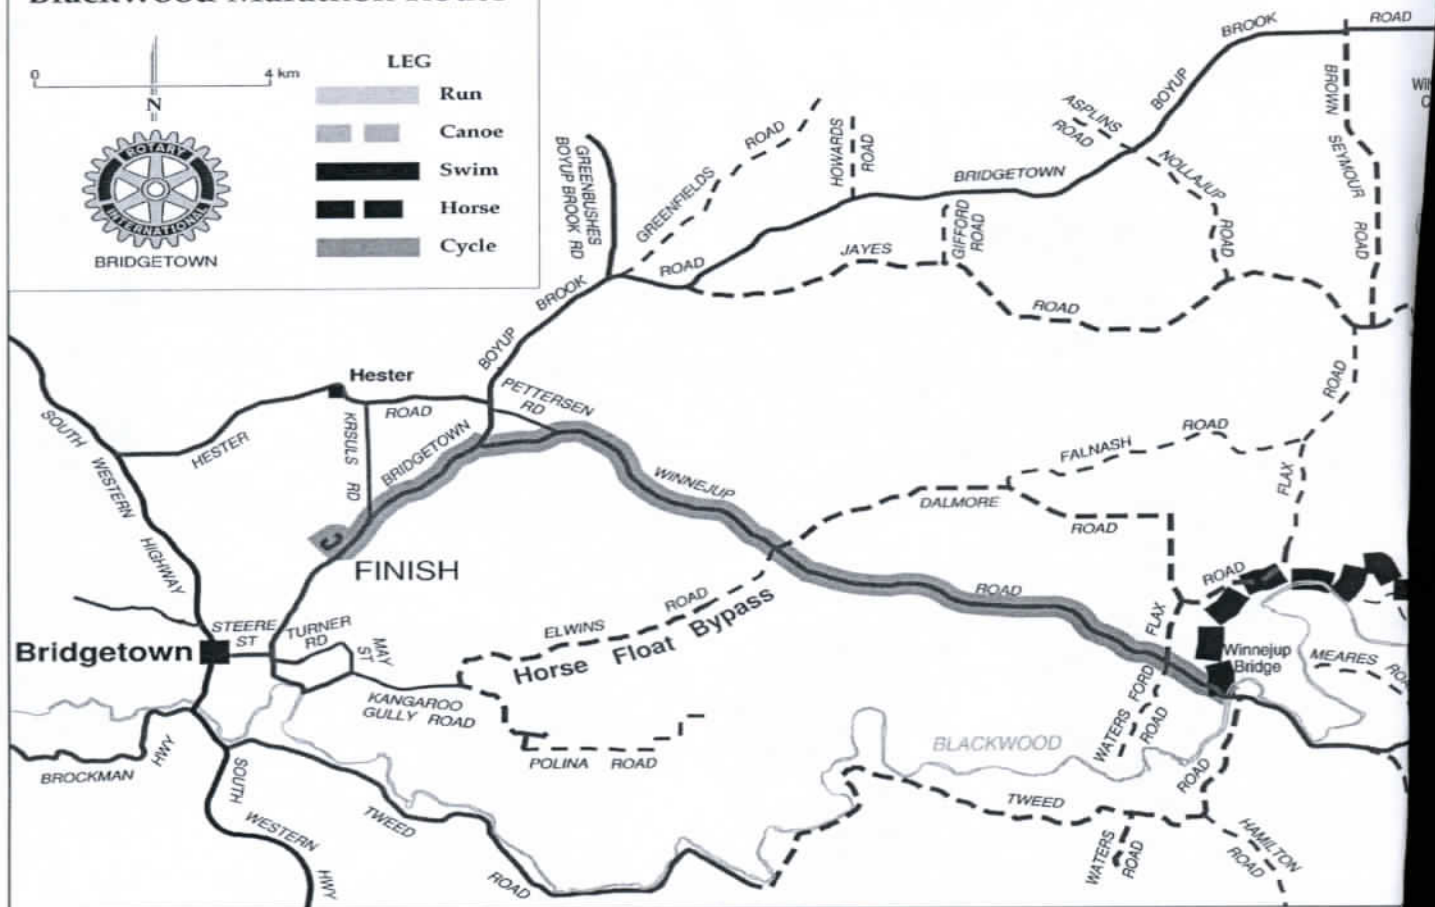 Blackwood Marathon Route
0 4 km
N
ROTARY
INTERNATIONAL
BRIDGETOWN
LEG
Run
Canoe
Swim
Horse
Cycle
BROOK ROAD
BOYUP
ASPLINS
ROAD
NOLLAJUP
ROAD
BROWN
SEYMOUR
ROAD
BRIDGETOWN
HOWARDS
ROAD
GREENFIELDS ROAD
GREENBUSHES
BOYUP BROOK RD
GIFFORD
ROAD
JAYES
ROAD
ROAD
BROOK
BOYUP
Hester
HESTER
ROAD
KRSULS RD
PETTERSEN
RD
BRIDGETOWN
WINNEJUP
ROAD
SOUTH
WESTERN
HIGHWAY
FINISH
FALNASH ROAD
DALMORE
ROAD
ROAD
FLAX
ROAD
FLAX
Winnejup
Bridge
MEARES
ELWINS ROAD
Horse Float Bypass
Bridgetown
STEERE
ST
TURNER
RD
MAY
ST
KANGAROO
GULLY ROAD
POLINA ROAD
WATERS FORD
ROAD
BLACKWOOD
BROCKMAN
HWY
SOUTH
WESTERN
HWY
TWEED
ROAD
TWEED
ROAD
WATERS
ROAD
HAMILTON
ROAD